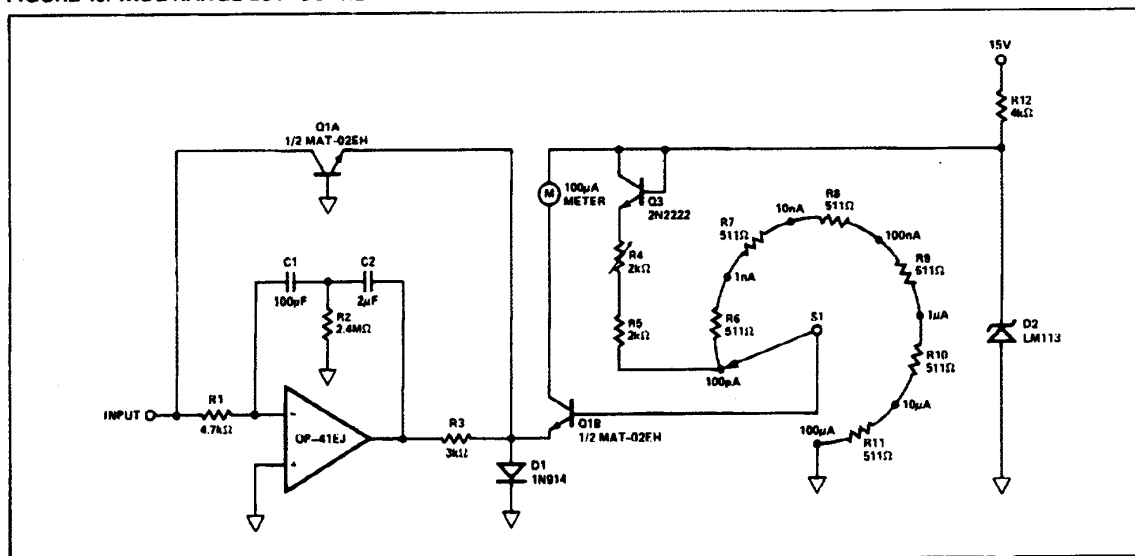 15V
R12
4kΩ
Q1A
1/2 MAT-02EH
M
100µA
METER
Q3
2N2222
R8
511Ω
10nA
R7
511Ω
100nA
R9
511Ω
R4
2kΩ
1nA
C1
C2
100pF
2µF
R2
2.4MΩ
R6
511Ω
S1
1µA
D2
LM113
R5
2kΩ
R10
511Ω
100pA
10µA
INPUT
R1
4.7kΩ
−
+
OP-41EJ
R3
3kΩ
Q1B
1/2 MAT-02EH
100µA
R11
511Ω
D1
1N914